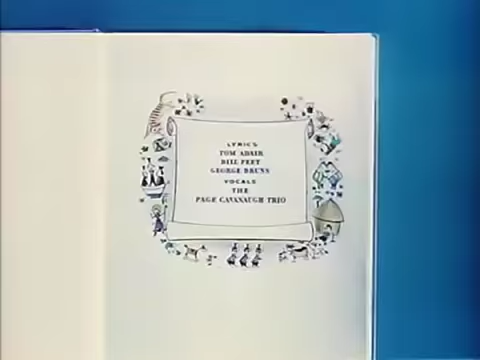 LYRICS
TOM ADAIR
BILL PEET
GEORGE BRUNS
VOCALS
THE
PAGE CAVANAUGH TRIO